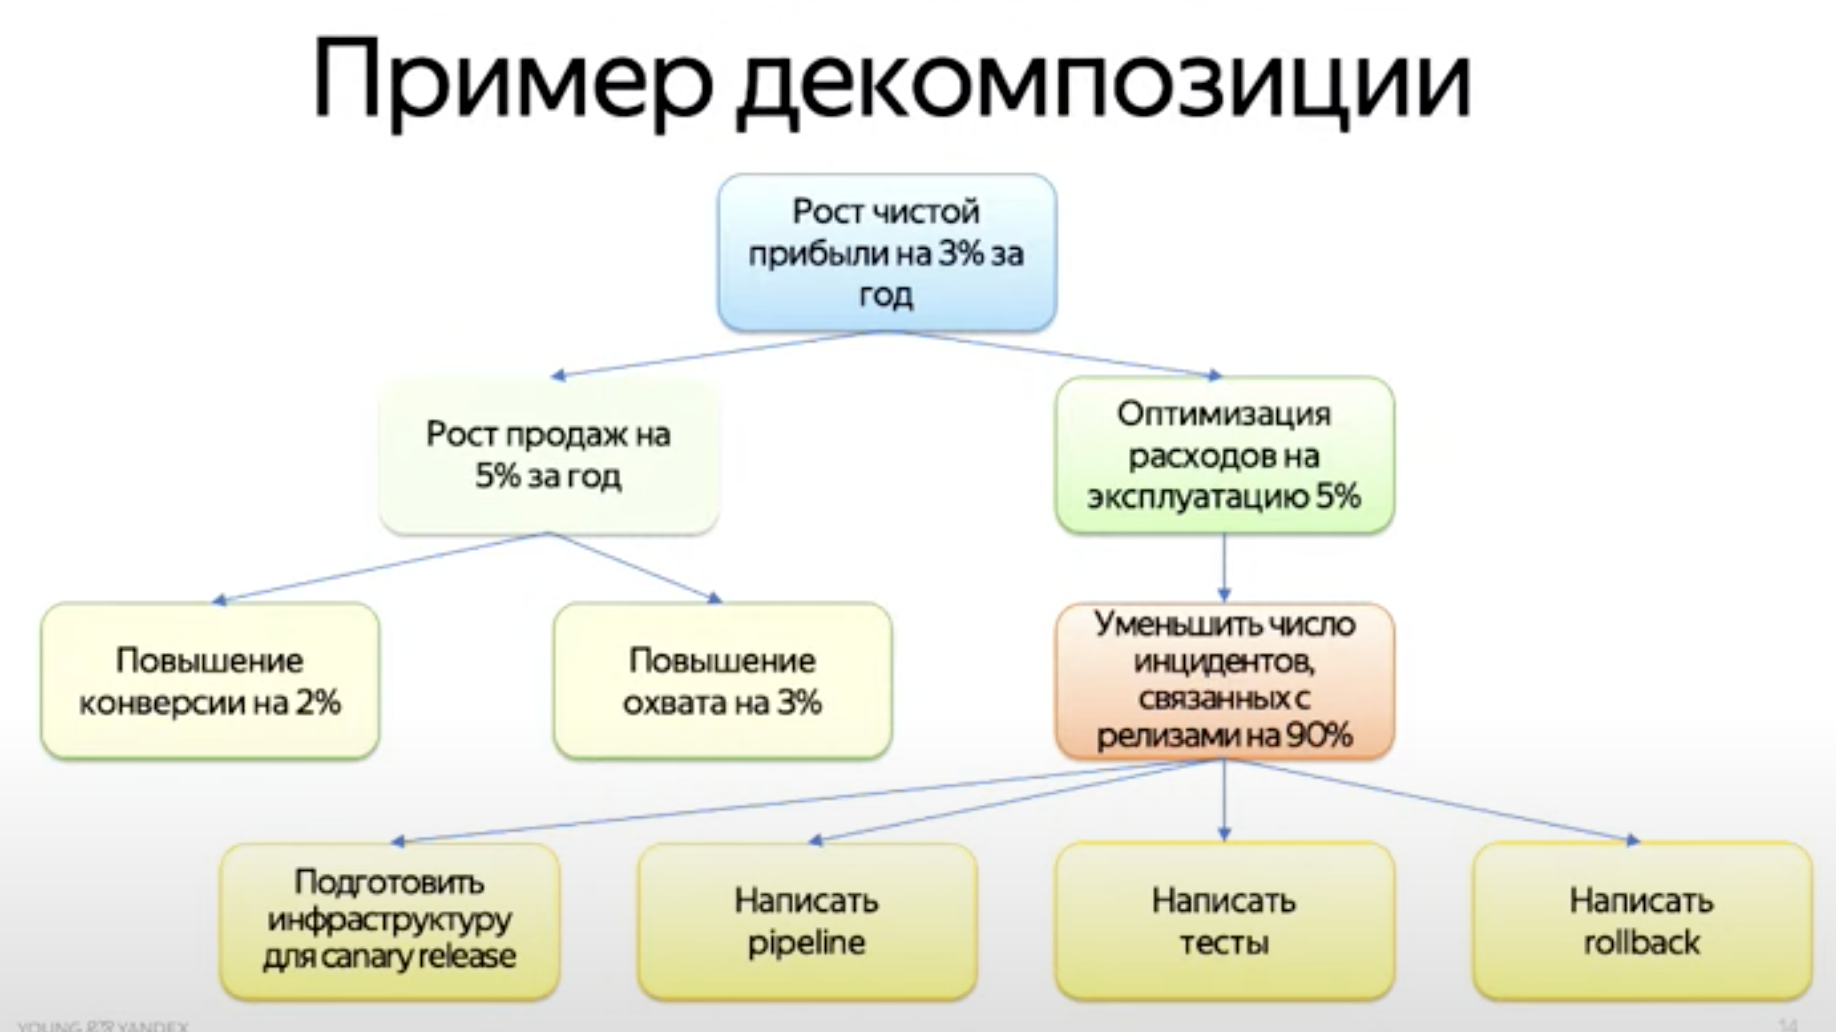 Пример декомпозиции
Рост чистой
прибыли на 3% за
год
Рост продаж на
5% за год
Оптимизация
расходов на
эксплуатацию 5%
Повышение
конверсии на 2%
Повышение
охвата на 3%
Уменьшить число
инцидентов,
связанных с
релизами на 90%
Подготовить
инфраструктуру
для canary release
Написать
pipeline
Написать
тесты
Написать
rollback
YOUNG YANDEX
14